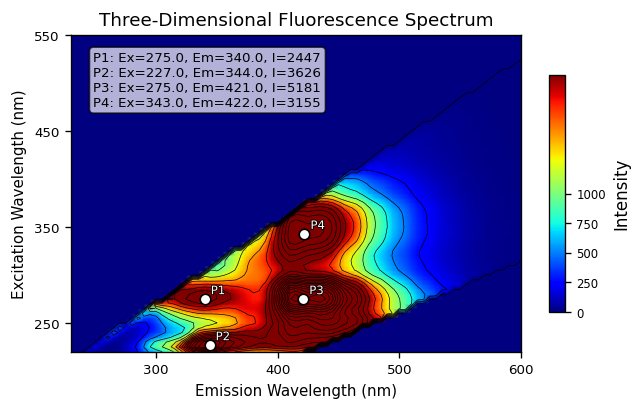 Three-Dimensional Fluorescence Spectrum
P1: Ex=275.0, Em=340.0, I=2447
P2: Ex=227.0, Em=344.0, I=3626
P3: Ex=275.0, Em=421.0, I=5181
P4: Ex=343.0, Em=422.0, I=3155
550
450
350
250
Excitation Wavelength (nm)
P4
P1
P3
P2
300
400
500
600
Emission Wavelength (nm)
1000
750
500
250
0
Intensity